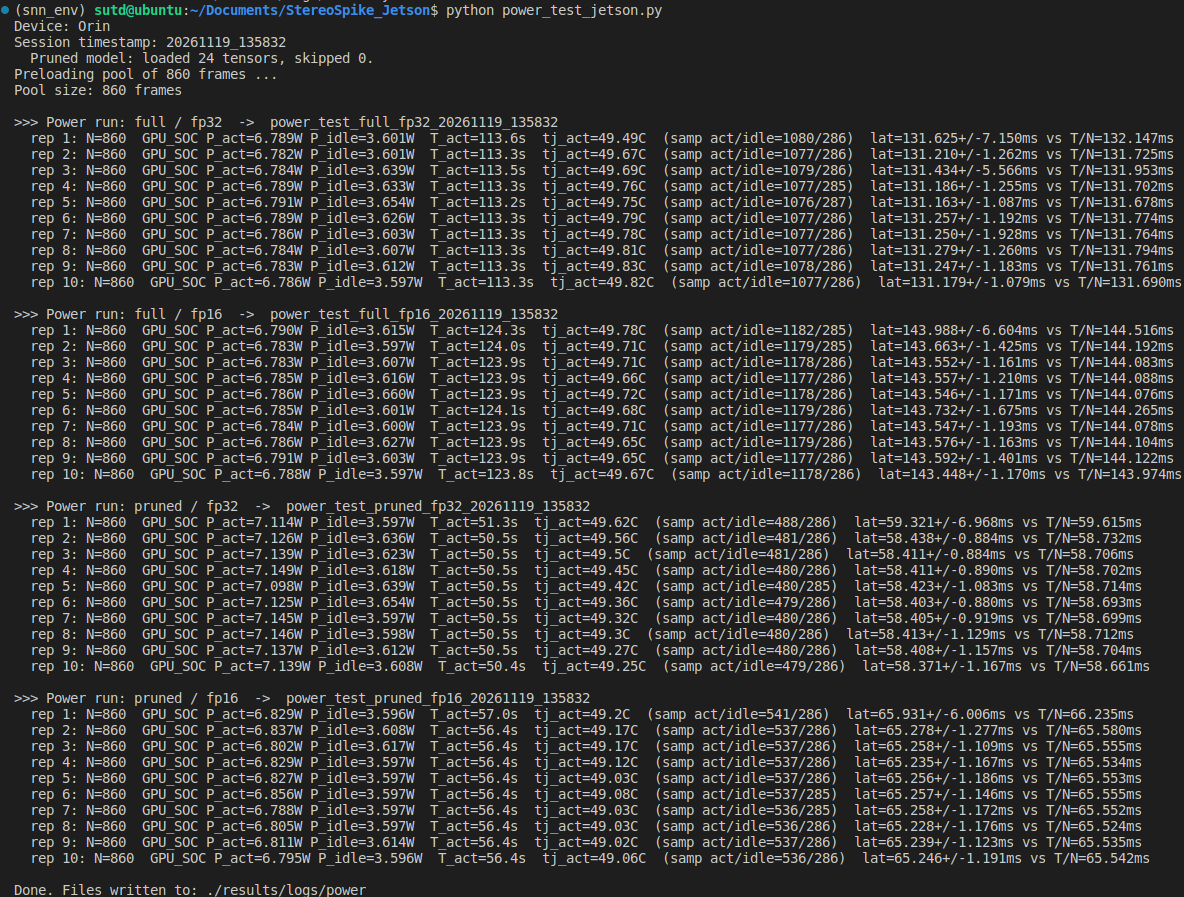 (snn_env) sutd@ubuntu:~/Documents/StereoSpike_Jetson$ python power_test_jetson.py
Device: Orin
Session timestamp: 20261119_135832
Pruned model: loaded 24 tensors, skipped 0.
Preloading pool of 860 frames ...
Pool size: 860 frames
>>> Power run: full / fp32 -> power_test_full_fp32_20261119_135832
rep 1: N=860 GPU_SOC P_act=6.789W P_idle=3.601W T_act=113.6s tj_act=49.49C (samp act/idle=1080/286) lat=131.625+/-7.150ms vs T/N=132.147ms
rep 2: N=860 GPU_SOC P_act=6.782W P_idle=3.601W T_act=113.3s tj_act=49.67C (samp act/idle=1077/286) lat=131.210+/-1.262ms vs T/N=131.725ms
rep 3: N=860 GPU_SOC P_act=6.784W P_idle=3.639W T_act=113.5s tj_act=49.69C (samp act/idle=1079/286) lat=131.434+/-5.566ms vs T/N=131.953ms
rep 4: N=860 GPU_SOC P_act=6.789W P_idle=3.633W T_act=113.3s tj_act=49.76C (samp act/idle=1077/285) lat=131.186+/-1.255ms vs T/N=131.702ms
rep 5: N=860 GPU_SOC P_act=6.791W P_idle=3.654W T_act=113.2s tj_act=49.75C (samp act/idle=1076/287) lat=131.163+/-1.087ms vs T/N=131.678ms
rep 6: N=860 GPU_SOC P_act=6.789W P_idle=3.626W T_act=113.3s tj_act=49.79C (samp act/idle=1077/286) lat=131.257+/-1.192ms vs T/N=131.774ms
rep 7: N=860 GPU_SOC P_act=6.786W P_idle=3.603W T_act=113.3s tj_act=49.78C (samp act/idle=1077/286) lat=131.250+/-1.928ms vs T/N=131.764ms
rep 8: N=860 GPU_SOC P_act=6.784W P_idle=3.607W T_act=113.3s tj_act=49.81C (samp act/idle=1077/286) lat=131.279+/-1.260ms vs T/N=131.794ms
rep 9: N=860 GPU_SOC P_act=6.783W P_idle=3.612W T_act=113.3s tj_act=49.83C (samp act/idle=1078/286) lat=131.247+/-1.183ms vs T/N=131.761ms
rep 10: N=860 GPU_SOC P_act=6.786W P_idle=3.597W T_act=113.3s tj_act=49.82C (samp act/idle=1077/286) lat=131.179+/-1.079ms vs T/N=131.690ms
>>> Power run: full / fp16 -> power_test_full_fp16_20261119_135832
rep 1: N=860 GPU_SOC P_act=6.790W P_idle=3.615W T_act=124.3s tj_act=49.78C (samp act/idle=1182/285) lat=143.988+/-6.604ms vs T/N=144.516ms
rep 2: N=860 GPU_SOC P_act=6.783W P_idle=3.597W T_act=124.0s tj_act=49.71C (samp act/idle=1179/285) lat=143.663+/-1.425ms vs T/N=144.192ms
rep 3: N=860 GPU_SOC P_act=6.783W P_idle=3.607W T_act=123.9s tj_act=49.71C (samp act/idle=1178/286) lat=143.552+/-1.161ms vs T/N=144.083ms
rep 4: N=860 GPU_SOC P_act=6.785W P_idle=3.616W T_act=123.9s tj_act=49.66C (samp act/idle=1177/286) lat=143.557+/-1.210ms vs T/N=144.088ms
rep 5: N=860 GPU_SOC P_act=6.786W P_idle=3.660W T_act=123.9s tj_act=49.72C (samp act/idle=1178/286) lat=143.546+/-1.171ms vs T/N=144.076ms
rep 6: N=860 GPU_SOC P_act=6.785W P_idle=3.601W T_act=124.1s tj_act=49.68C (samp act/idle=1179/286) lat=143.732+/-1.675ms vs T/N=144.265ms
rep 7: N=860 GPU_SOC P_act=6.784W P_idle=3.600W T_act=123.9s tj_act=49.71C (samp act/idle=1177/286) lat=143.547+/-1.193ms vs T/N=144.078ms
rep 8: N=860 GPU_SOC P_act=6.786W P_idle=3.627W T_act=123.9s tj_act=49.65C (samp act/idle=1179/286) lat=143.576+/-1.163ms vs T/N=144.104ms
rep 9: N=860 GPU_SOC P_act=6.791W P_idle=3.603W T_act=123.9s tj_act=49.65C (samp act/idle=1177/286) lat=143.592+/-1.401ms vs T/N=144.122ms
rep 10: N=860 GPU_SOC P_act=6.788W P_idle=3.597W T_act=123.8s tj_act=49.67C (samp act/idle=1178/286) lat=143.448+/-1.170ms vs T/N=143.974ms
>>> Power run: pruned / fp32 -> power_test_pruned_fp32_20261119_135832
rep 1: N=860 GPU_SOC P_act=7.114W P_idle=3.597W T_act=51.3s tj_act=49.62C (samp act/idle=488/286) lat=59.321+/-6.968ms vs T/N=59.615ms
rep 2: N=860 GPU_SOC P_act=7.126W P_idle=3.636W T_act=50.5s tj_act=49.56C (samp act/idle=481/286) lat=58.438+/-0.884ms vs T/N=58.732ms
rep 3: N=860 GPU_SOC P_act=7.139W P_idle=3.623W T_act=50.5s tj_act=49.5C (samp act/idle=481/286) lat=58.411+/-0.884ms vs T/N=58.706ms
rep 4: N=860 GPU_SOC P_act=7.149W P_idle=3.618W T_act=50.5s tj_act=49.45C (samp act/idle=480/286) lat=58.411+/-0.890ms vs T/N=58.702ms
rep 5: N=860 GPU_SOC P_act=7.098W P_idle=3.639W T_act=50.5s tj_act=49.42C (samp act/idle=480/285) lat=58.423+/-1.083ms vs T/N=58.714ms
rep 6: N=860 GPU_SOC P_act=7.125W P_idle=3.654W T_act=50.5s tj_act=49.36C (samp act/idle=479/286) lat=58.403+/-0.880ms vs T/N=58.693ms
rep 7: N=860 GPU_SOC P_act=7.145W P_idle=3.597W T_act=50.5s tj_act=49.32C (samp act/idle=480/286) lat=58.405+/-0.919ms vs T/N=58.699ms
rep 8: N=860 GPU_SOC P_act=7.146W P_idle=3.598W T_act=50.5s tj_act=49.3C (samp act/idle=480/286) lat=58.413+/-1.129ms vs T/N=58.712ms
rep 9: N=860 GPU_SOC P_act=7.137W P_idle=3.612W T_act=50.5s tj_act=49.27C (samp act/idle=480/286) lat=58.408+/-1.157ms vs T/N=58.704ms
rep 10: N=860 GPU_SOC P_act=7.139W P_idle=3.608W T_act=50.4s tj_act=49.25C (samp act/idle=479/286) lat=58.371+/-1.167ms vs T/N=58.661ms
>>> Power run: pruned / fp16 -> power_test_pruned_fp16_20261119_135832
rep 1: N=860 GPU_SOC P_act=6.829W P_idle=3.596W T_act=57.0s tj_act=49.2C (samp act/idle=541/286) lat=65.931+/-6.006ms vs T/N=66.235ms
rep 2: N=860 GPU_SOC P_act=6.837W P_idle=3.608W T_act=56.4s tj_act=49.17C (samp act/idle=537/286) lat=65.278+/-1.277ms vs T/N=65.580ms
rep 3: N=860 GPU_SOC P_act=6.802W P_idle=3.617W T_act=56.4s tj_act=49.17C (samp act/idle=537/286) lat=65.258+/-1.109ms vs T/N=65.555ms
rep 4: N=860 GPU_SOC P_act=6.829W P_idle=3.597W T_act=56.4s tj_act=49.12C (samp act/idle=537/286) lat=65.235+/-1.167ms vs T/N=65.534ms
rep 5: N=860 GPU_SOC P_act=6.827W P_idle=3.597W T_act=56.4s tj_act=49.03C (samp act/idle=537/286) lat=65.256+/-1.186ms vs T/N=65.553ms
rep 6: N=860 GPU_SOC P_act=6.856W P_idle=3.597W T_act=56.4s tj_act=49.08C (samp act/idle=537/285) lat=65.257+/-1.146ms vs T/N=65.555ms
rep 7: N=860 GPU_SOC P_act=6.788W P_idle=3.597W T_act=56.4s tj_act=49.03C (samp act/idle=536/285) lat=65.258+/-1.172ms vs T/N=65.552ms
rep 8: N=860 GPU_SOC P_act=6.805W P_idle=3.597W T_act=56.4s tj_act=49.03C (samp act/idle=536/286) lat=65.228+/-1.176ms vs T/N=65.524ms
rep 9: N=860 GPU_SOC P_act=6.811W P_idle=3.614W T_act=56.4s tj_act=49.02C (samp act/idle=537/286) lat=65.239+/-1.123ms vs T/N=65.535ms
rep 10: N=860 GPU_SOC P_act=6.795W P_idle=3.596W T_act=56.4s tj_act=49.06C (samp act/idle=536/286) lat=65.246+/-1.191ms vs T/N=65.542ms
Done. Files written to: ./results/logs/power